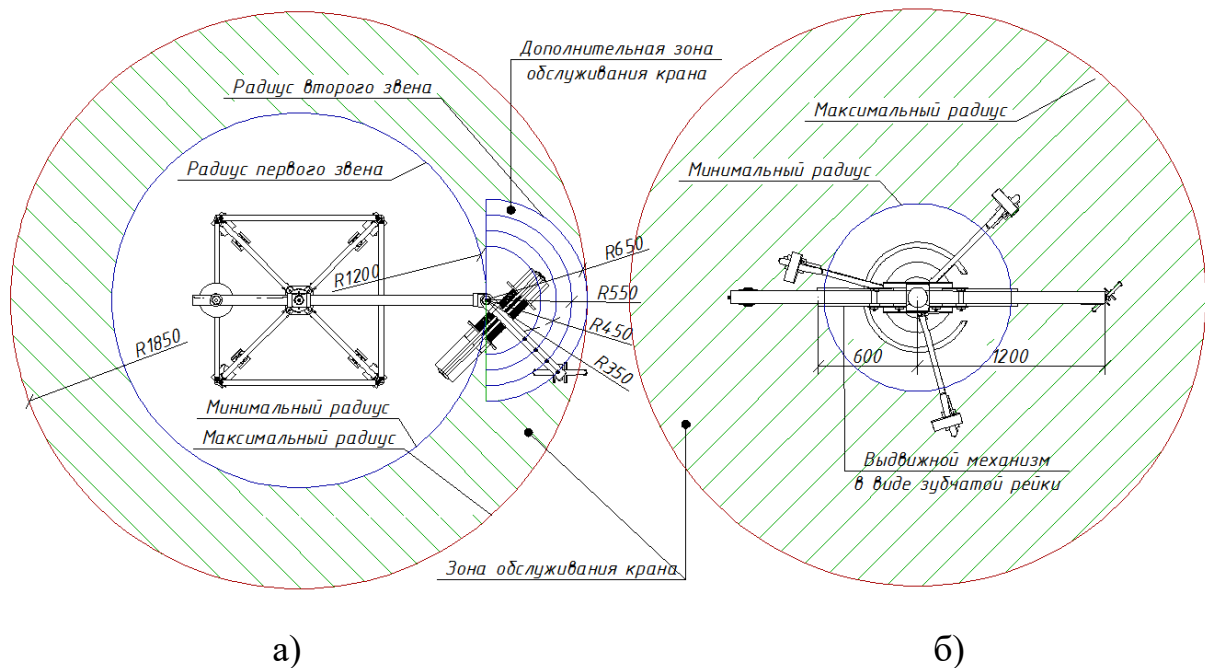 Дополнительная зона
обслуживания крана
Радиус второго звена
Максимальный радиус
Радиус первого звена
Минимальный радиус
R1200
R650
R550
R450
R350
R1850
600
1200
Минимальный радиус
Максимальный радиус
Выдвижной механизм
в виде зубчатой рейки
Зона обслуживания крана
а)
б)